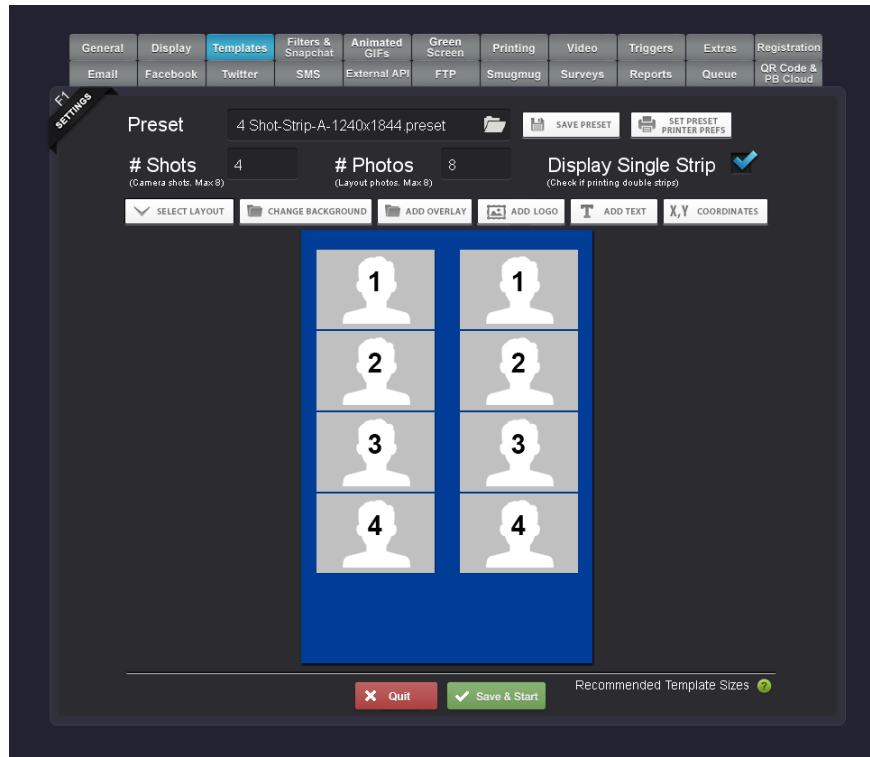 General Display Templates Filters & Snapchat Animated GIFs Green Screen Printing Video Triggers Extras Registration
Email Facebook Twitter SMS External API FTP Smugmug Surveys Reports Queue QR Code & PB Cloud
F1
SETTINGS
Preset 4 Shot-Strip-A-1240x1844.preset SAVE PRESET SET PRESET PRINTER PREFS
# Shots 4 # Photos 8 Display Single Strip
(Camera shots. Max 8) (Layout photos. Max 8) (Check if printing double strips)
SELECT LAYOUT CHANGE BACKGROUND ADD OVERLAY ADD LOGO T ADD TEXT X,Y COORDINATES
1 1
2 2
3 3
4 4
Recommended Template Sizes ?
Quit Save & Start